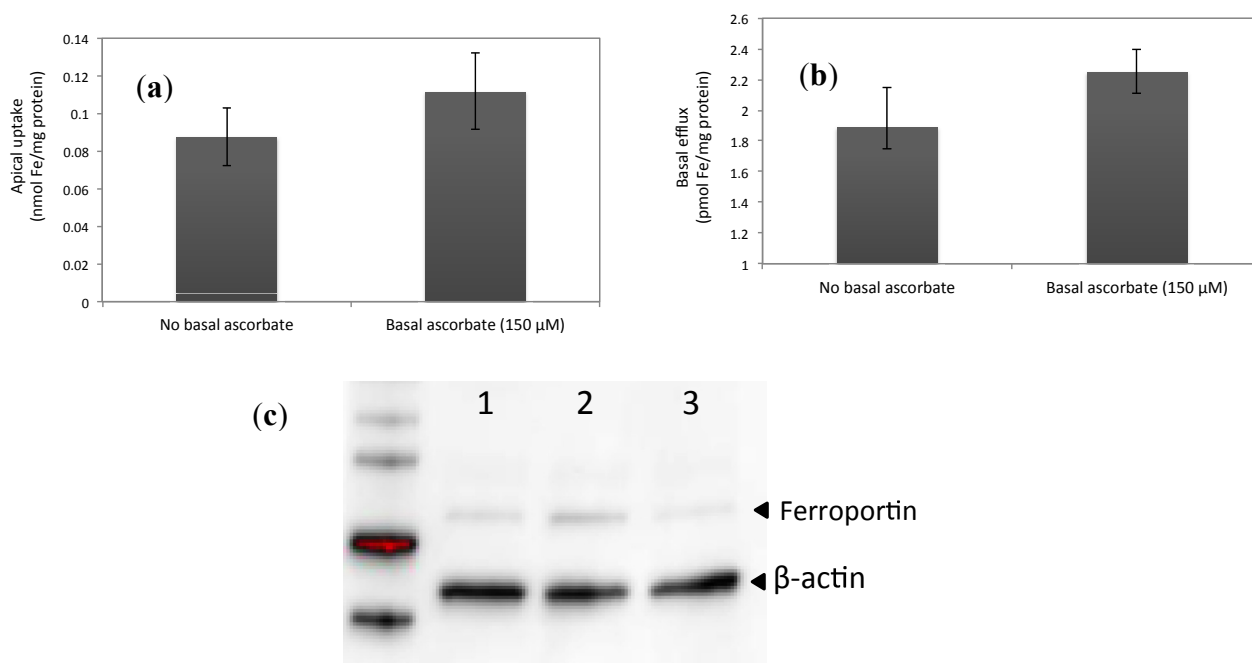 (a)
Apical uptake
(nmol Fe/mg protein)
0.14
0.12
0.1
0.08
0.06
0.04
0.02
0
No basal ascorbate
Basal ascorbate (150 μM)
(b)
Basal efflux
(pmol Fe/mg protein)
2.6
2.4
2.2
2
1.8
1.6
1.4
1.2
1
No basal ascorbate
Basal ascorbate (150 μM)
(c)
1 2 3
Ferroportin
β-actin